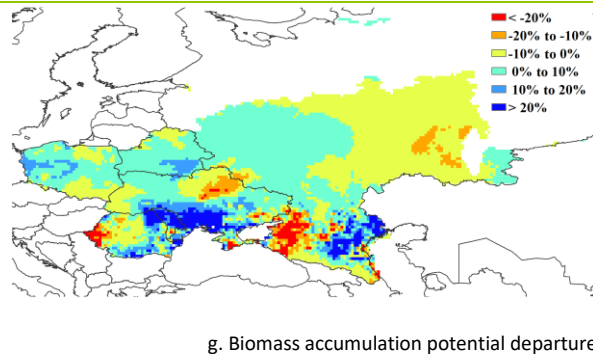 < -20%
-20% to -10%
-10% to 0%
0% to 10%
10% to 20%
> 20%
g. Biomass accumulation potential departure